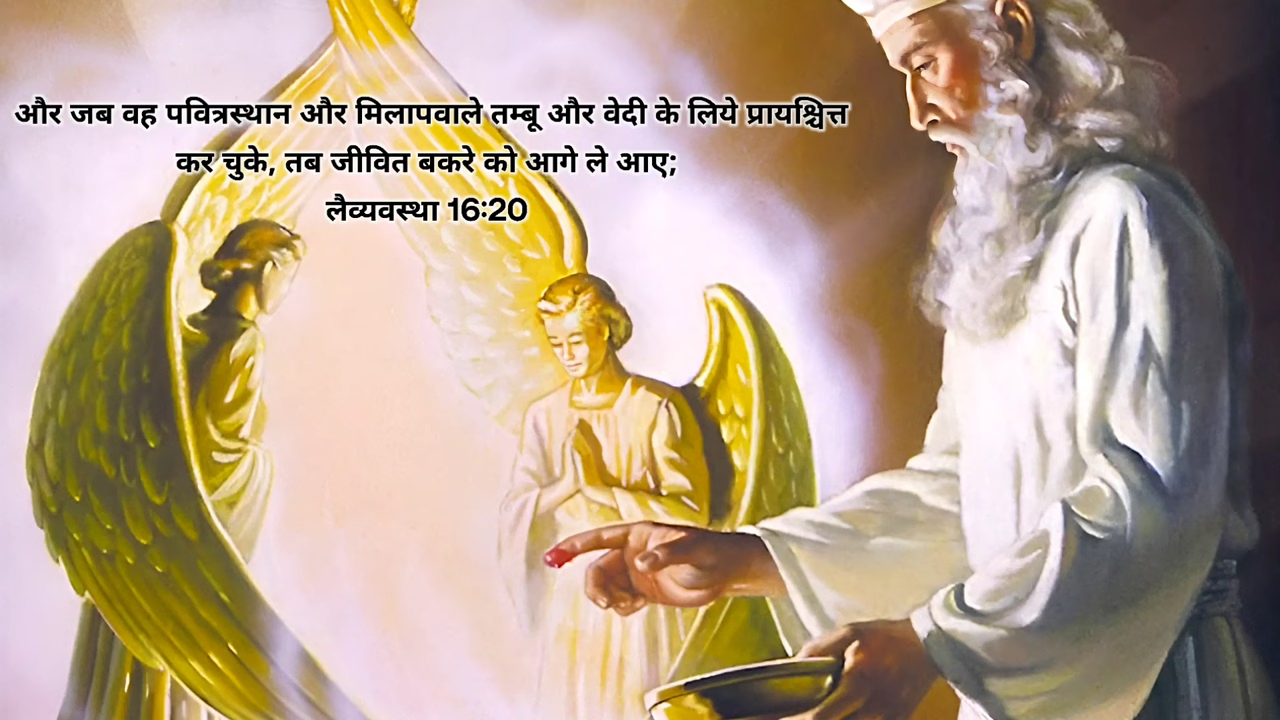 और जब वह पवित्रस्थान और मिलापवाले तम्बू और वेदी के लिये प्रायश्चित्त
कर चुके, तब जीवित बकरे को आगे ले आए;
लैव्यवस्था 16:20